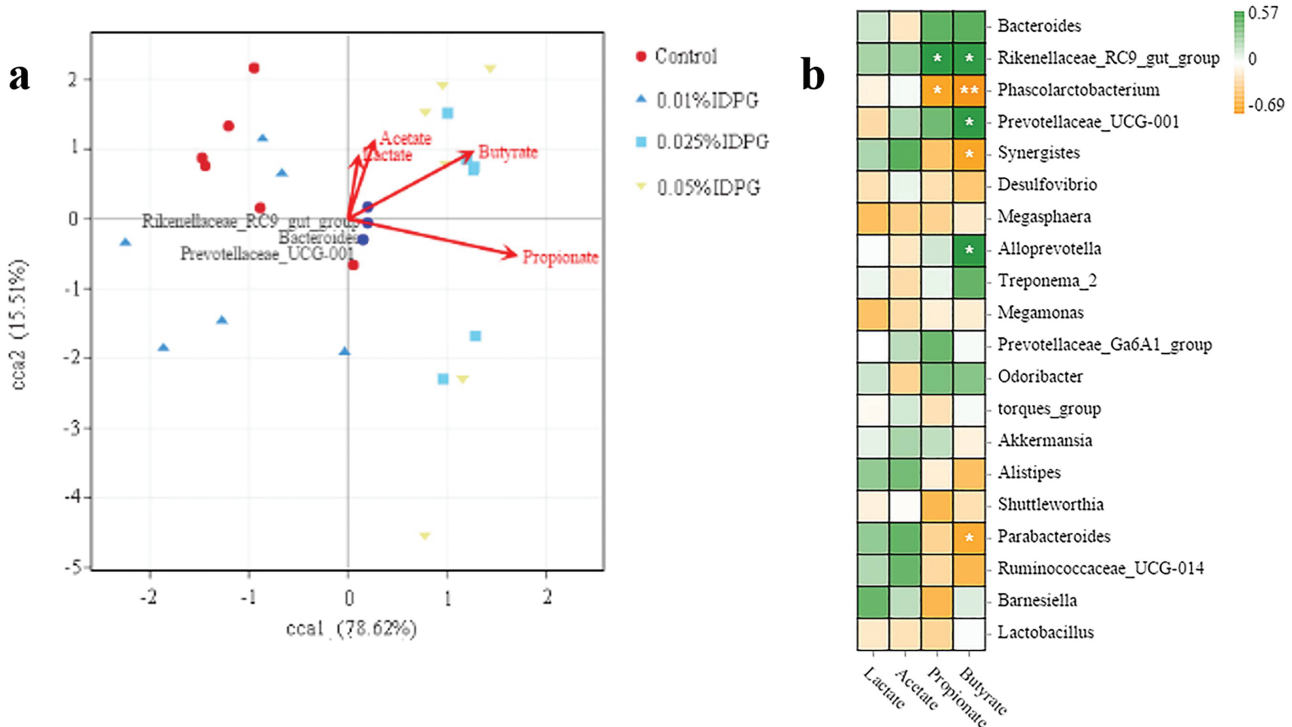 a
cca2 (15.51%)
2
1
0
-1
-2
-3
-4
-5
-2
-1
0
1
2
cca1 (78.62%)
Acetate
Lactate
Butyrate
Propionate
Rikenellaceae_RC9_gut_group
Bacteroides
Prevotellaceae_UCG-001
Control
0.01%IDPG
0.025%IDPG
0.05%IDPG
b
Bacteroides
* * Rikenellaceae_RC9_gut_group
* ** Phascolarctobacterium
* Prevotellaceae_UCG-001
* Synergistes
Desulfovibrio
Megasphaera
* Alloprevotella
Treponema_2
Megamonas
Prevotellaceae_Ga6A1_group
Odoribacter
torques_group
Akkermansia
Alistipes
Shuttleworthia
* Parabacteroides
Ruminococcaceae_UCG-014
Barnesiella
Lactobacillus
Lactate
Acetate
Propionate
Butyrate
0.57
0
-0.69